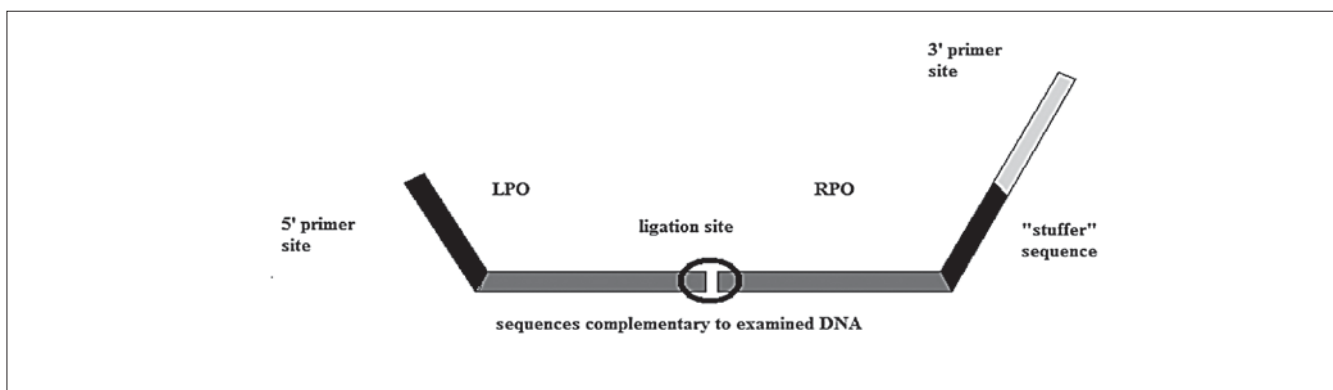 3' primer
site
LPO
RPO
5' primer
site
ligation site
"stuffer"
sequence
sequences complementary to examined DNA